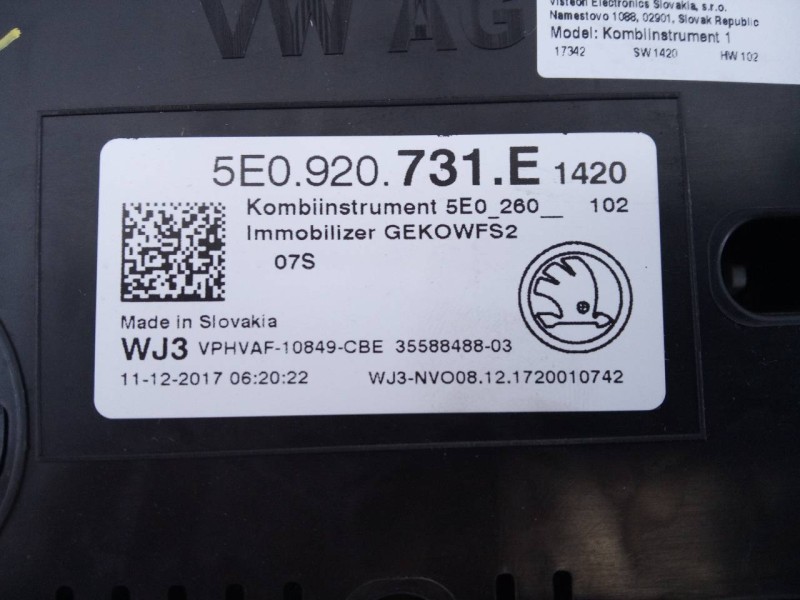 VW AG
Visteon Electronics Slovakia, s.r.o.
Namestovo 1088, 02901, Slovak Republic
Model: Kombiinstrument 1
17342 SW1420 HW 102
5E0.920.731.E 1420
Kombiinstrument 5E0_260__ 102
Immobilizer GEKOWFS2
07S
Made in Slovakia
WJ3 VPHVAF-10849-CBE 35588488-03
11-12-2017 06:20:22 WJ3-NVO08.12.1720010742